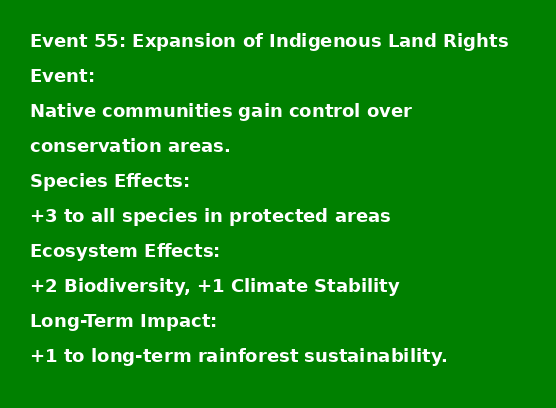 Event 55: Expansion of Indigenous Land Rights
Event:
Native communities gain control over
conservation areas.
Species Effects:
+3 to all species in protected areas
Ecosystem Effects:
+2 Biodiversity, +1 Climate Stability
Long-Term Impact:
+1 to long-term rainforest sustainability.